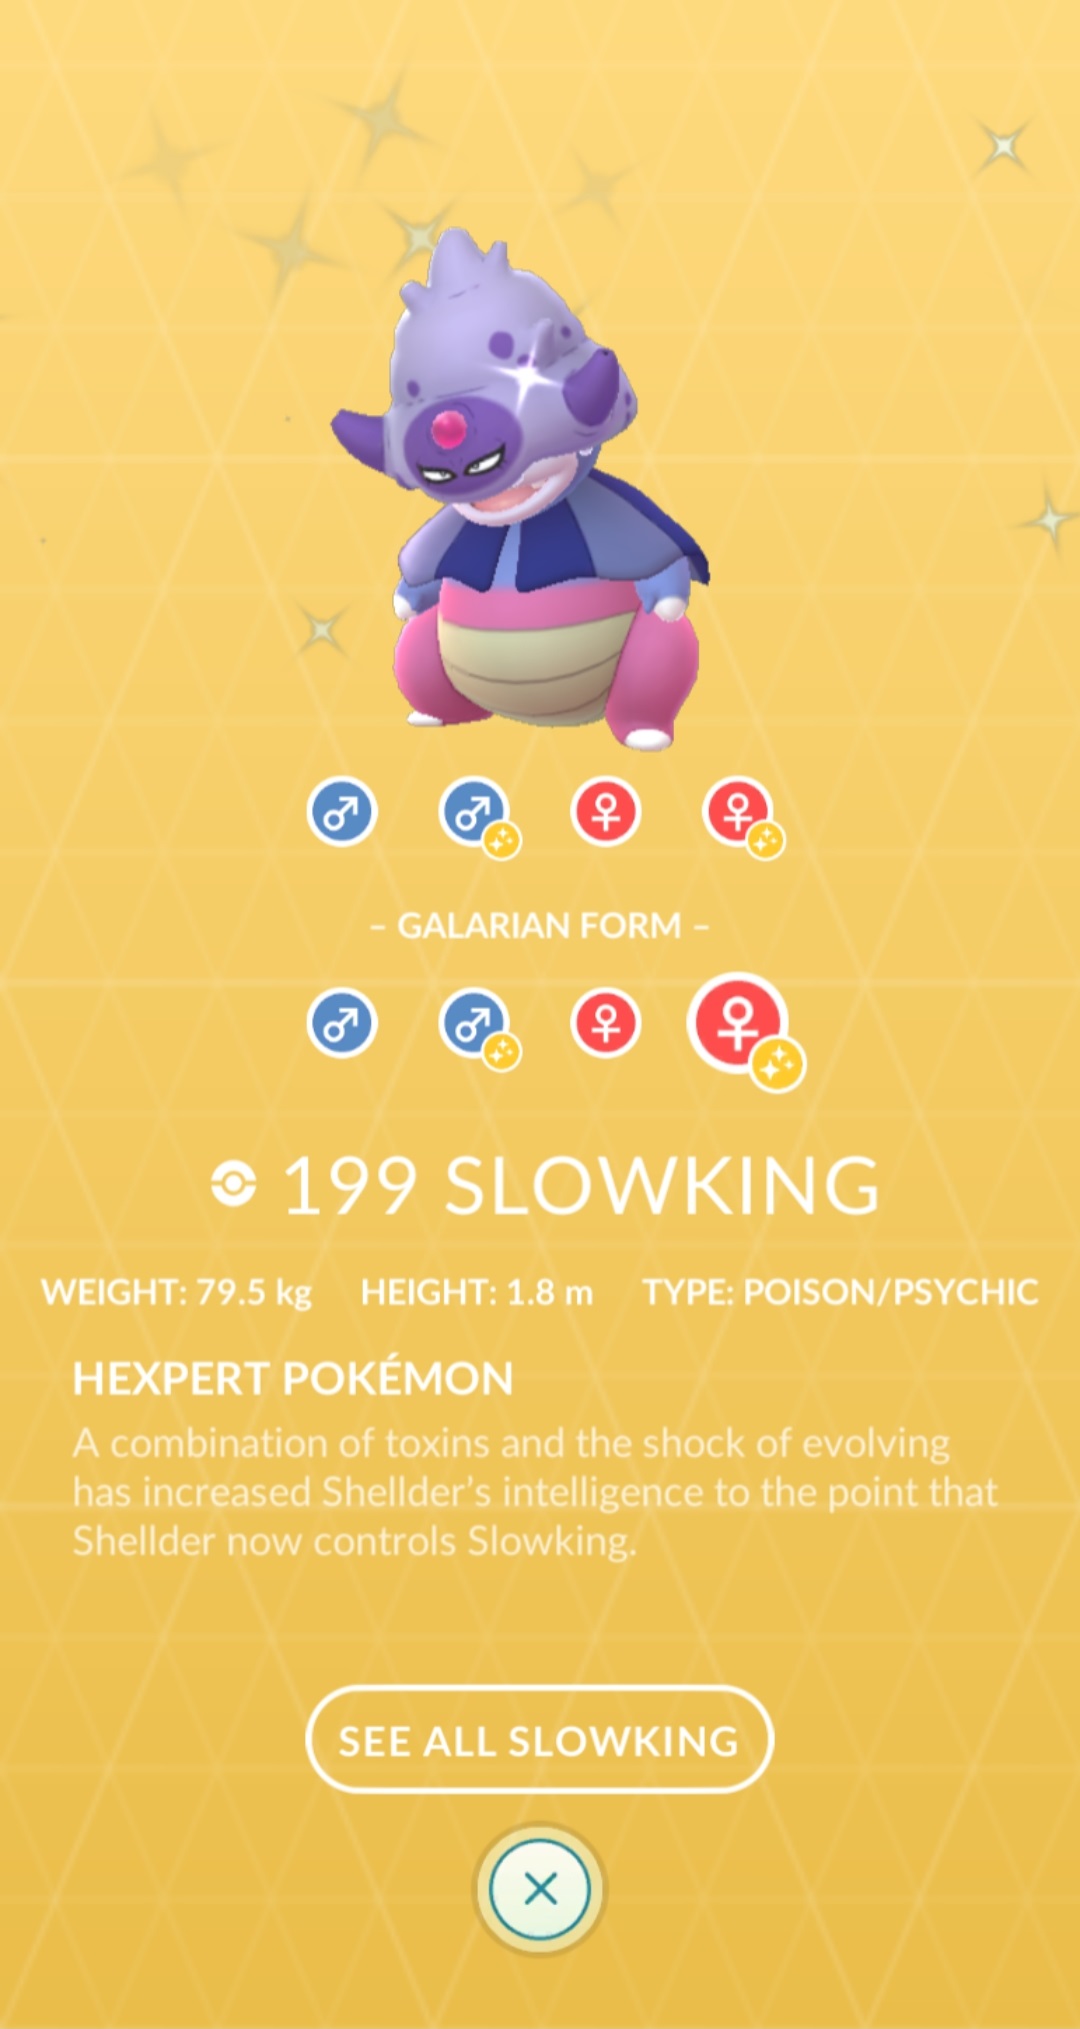 – GALARIAN FORM –
199 SLOWKING
WEIGHT: 79.5 kg HEIGHT: 1.8 m TYPE: POISON/PSYCHIC
HEXPERT POKÉMON
A combination of toxins and the shock of evolving
has increased Shellder’s intelligence to the point that
Shellder now controls Slowking.
SEE ALL SLOWKING